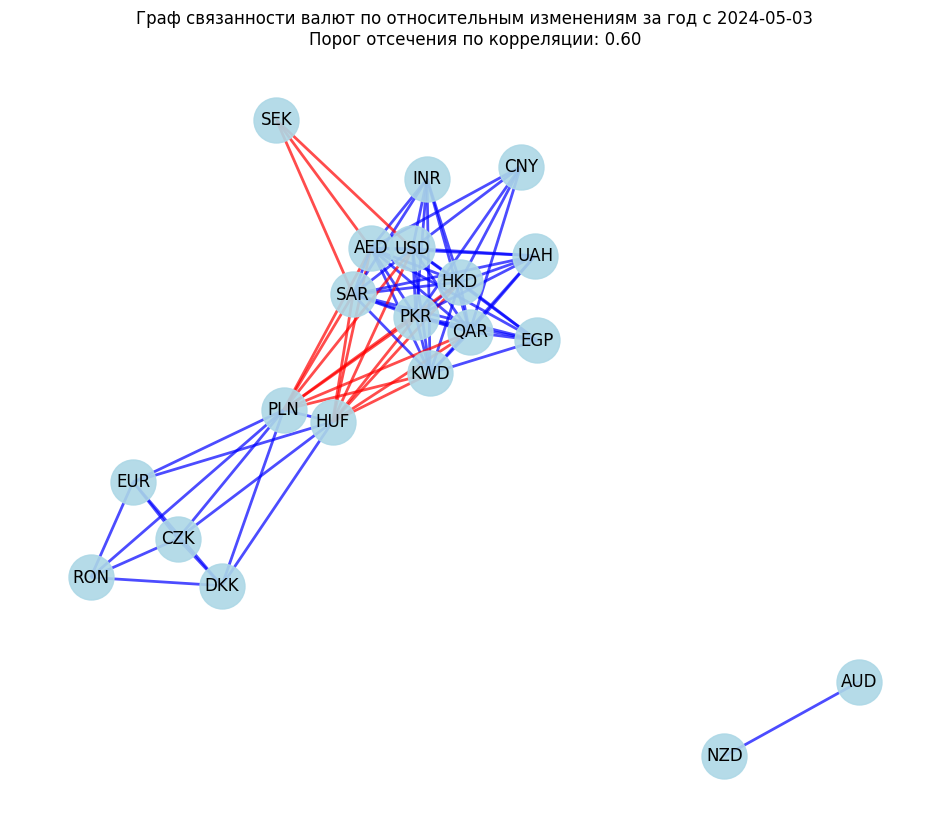 Граф связанности валют по относительным изменениям за год с 2024-05-03
Порог отсечения по корреляции: 0.60
SEK
CNY
INR
AED
USD
UAH
HKD
SAR
PKR
QAR
EGP
KWD
PLN
HUF
EUR
CZK
RON
DKK
AUD
NZD